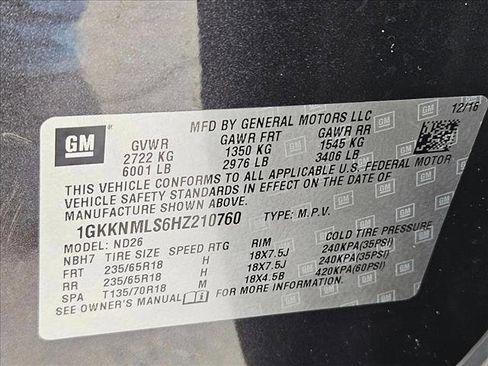 12/16
GM
MFD BY GENERAL MOTORS LLC
GVWR GAWR FRT GAWR RR
2722 KG 1350 KG 1545 KG
6001 LB 2976 LB 3406 LB
THIS VEHICLE CONFORMS TO ALL APPLICABLE U.S. FEDERAL MOTOR
VEHICLE SAFETY STANDARDS IN EFFECT ON THE DATE OF
MANUFACTURE SHOWN ABOVE.
1GKKNMLS6HZ210760 TYPE: M.P.V.
MODEL: ND26
NBH7 TIRE SIZE SPEED RTG RIM COLD TIRE PRESSURE
FRT 235/65R18 H 18X7.5J 240KPA(35PSI)
RR 235/65R18 H 18X7.5J 240KPA(35PSI)
SPA T135/70R18 M 18X4.5B 420KPA(60PSI)
SEE OWNER'S MANUAL FOR MORE INFORMATION.